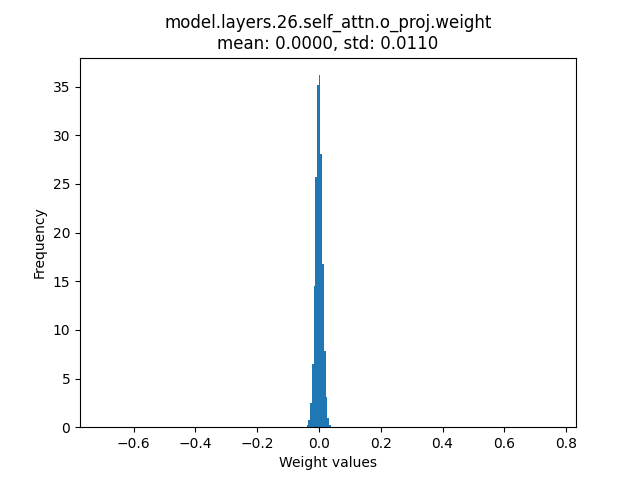 model.layers.26.self_attn.o_proj.weight
mean: 0.0000, std: 0.0110
Frequency
35
30
25
20
15
10
5
0
−0.6 −0.4 −0.2 0.0 0.2 0.4 0.6 0.8
Weight values